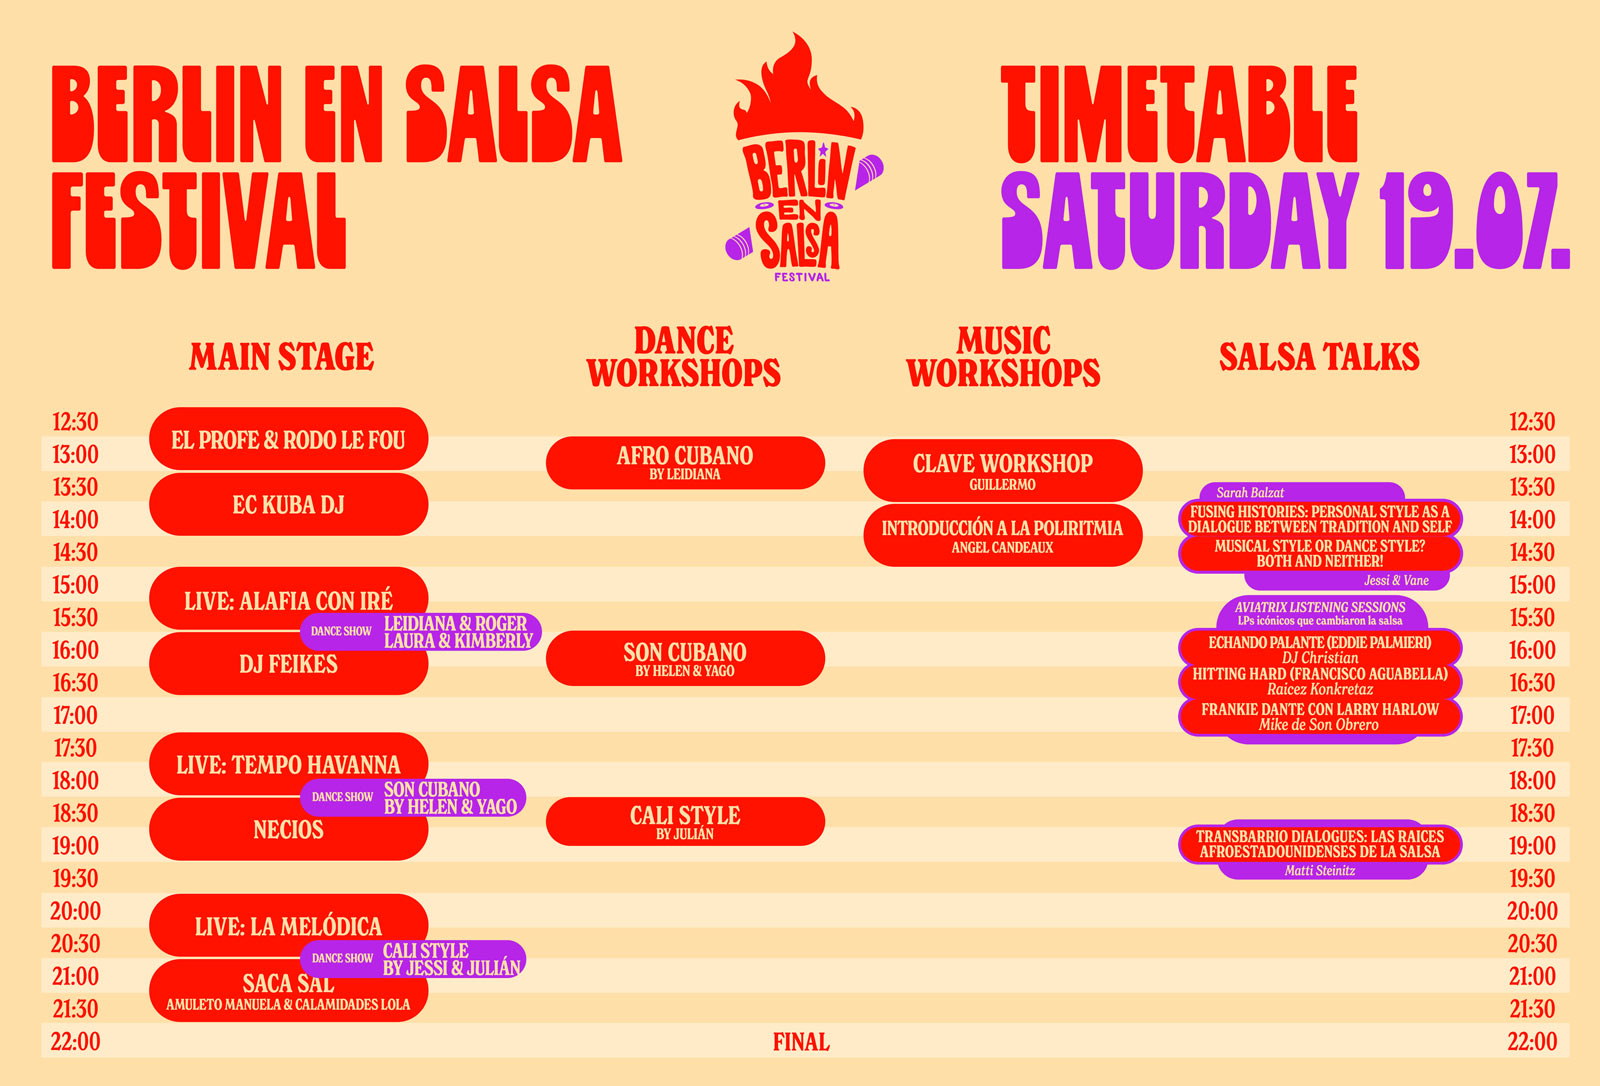 BERLIN EN SALSA
FESTIVAL
BERLIN
EN
SALSA
FESTIVAL
TIMETABLE
SATURDAY 19.07.
MAIN STAGE
DANCE
WORKSHOPS
MUSIC
WORKSHOPS
SALSA TALKS
12:30
13:00
13:30
14:00
14:30
15:00
15:30
16:00
16:30
17:00
17:30
18:00
18:30
19:00
19:30
20:00
20:30
21:00
21:30
22:00
EL PROFE & RODO LE FOU
EC KUBA DJ
LIVE: ALAFIA CON IRÉ
DANCE SHOW
LEIDIANA & ROGER
LAURA & KIMBERLY
DJ FEIKES
LIVE: TEMPO HAVANNA
DANCE SHOW
SON CUBANO
BY HELEN & YAGO
NECIOS
LIVE: LA MELÓDICA
DANCE SHOW
CALI STYLE
BY JESSI & JULIÁN
SACA SAL
AMULETO MANUELA & CALAMIDADES LOLA
AFRO CUBANO
BY LEIDIANA
SON CUBANO
BY HELEN & YAGO
CALI STYLE
BY JULIÁN
CLAVE WORKSHOP
GUILLERMO
INTRODUCCIÓN A LA POLIRITMIA
ANGEL CANDEAUX
Sarah Balzat
FUSING HISTORIES: PERSONAL STYLE AS A
DIALOGUE BETWEEN TRADITION AND SELF
MUSICAL STYLE OR DANCE STYLE?
BOTH AND NEITHER!
Jessi & Vane
AVIATRIX LISTENING SESSIONS
LPs icónicos que cambiaron la salsa
ECHANDO PALANTE (EDDIE PALMIERI)
DJ Christian
HITTING HARD (FRANCISCO AGUABELLA)
Raicez Konkretaz
FRANKIE DANTE CON LARRY HARLOW
Mike de Son Obrero
TRANSBARRIO DIALOGUES: LAS RAICES
AFROESTADOUNIDENSES DE LA SALSA
Matti Steinitz
12:30
13:00
13:30
14:00
14:30
15:00
15:30
16:00
16:30
17:00
17:30
18:00
18:30
19:00
19:30
20:00
20:30
21:00
21:30
22:00
FINAL